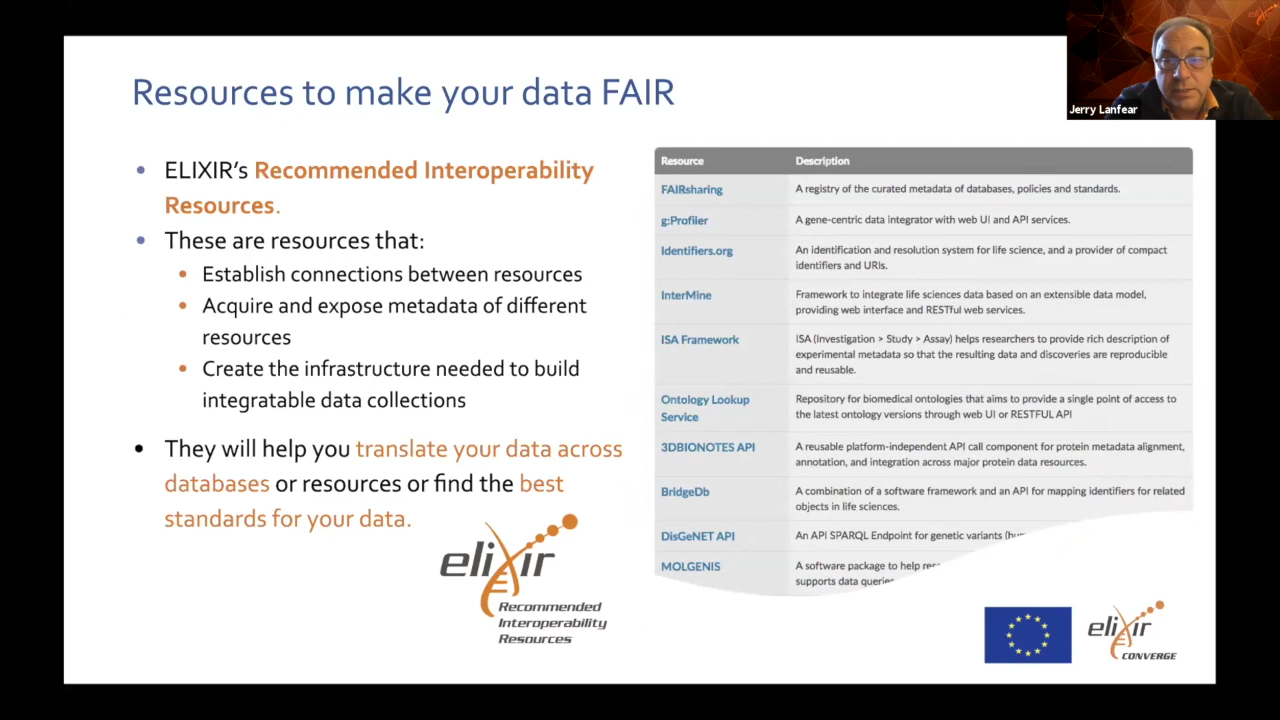 Resources to make your data FAIR
elixir
Jerry Lanfear
• ELIXIR's Recommended Interoperability
Resources.
• These are resources that:
• Establish connections between resources
• Acquire and expose metadata of different
resources
• Create the infrastructure needed to build
integratable data collections
• They will help you translate your data across
databases or resources or find the best
standards for your data.
elixir
Recommended
Interoperability
Resources
Resource Description
FAIRsharing A registry of the curated metadata of databases, policies and standards.
g:Profiler A gene-centric data integrator with web UI and API services.
Identifiers.org An identification and resolution system for life science, and a provider of compact
identifiers and URIs.
InterMine Framework to integrate life sciences data based on an extensible data model,
providing web interface and RESTful web services.
ISA Framework ISA (Investigation > Study > Assay) helps researchers to provide rich description of
experimental metadata so that the resulting data and discoveries are reproducible
and reusable.
Ontology Lookup Repository for biomedical ontologies that aims to provide a single point of access to
Service the latest ontology versions through web UI or RESTFUL API
3DBIONOTES API A reusable platform-independent API call component for protein metadata alignment,
annotation, and integration across major protein data resources.
BridgeDb A combination of a software framework and an API for mapping identifiers for related
objects in life sciences.
DisGeNET API An API SPARQL Endpoint for genetic variants
MOLGENIS A software package to help
supports data queries
elixir
CONVERGE